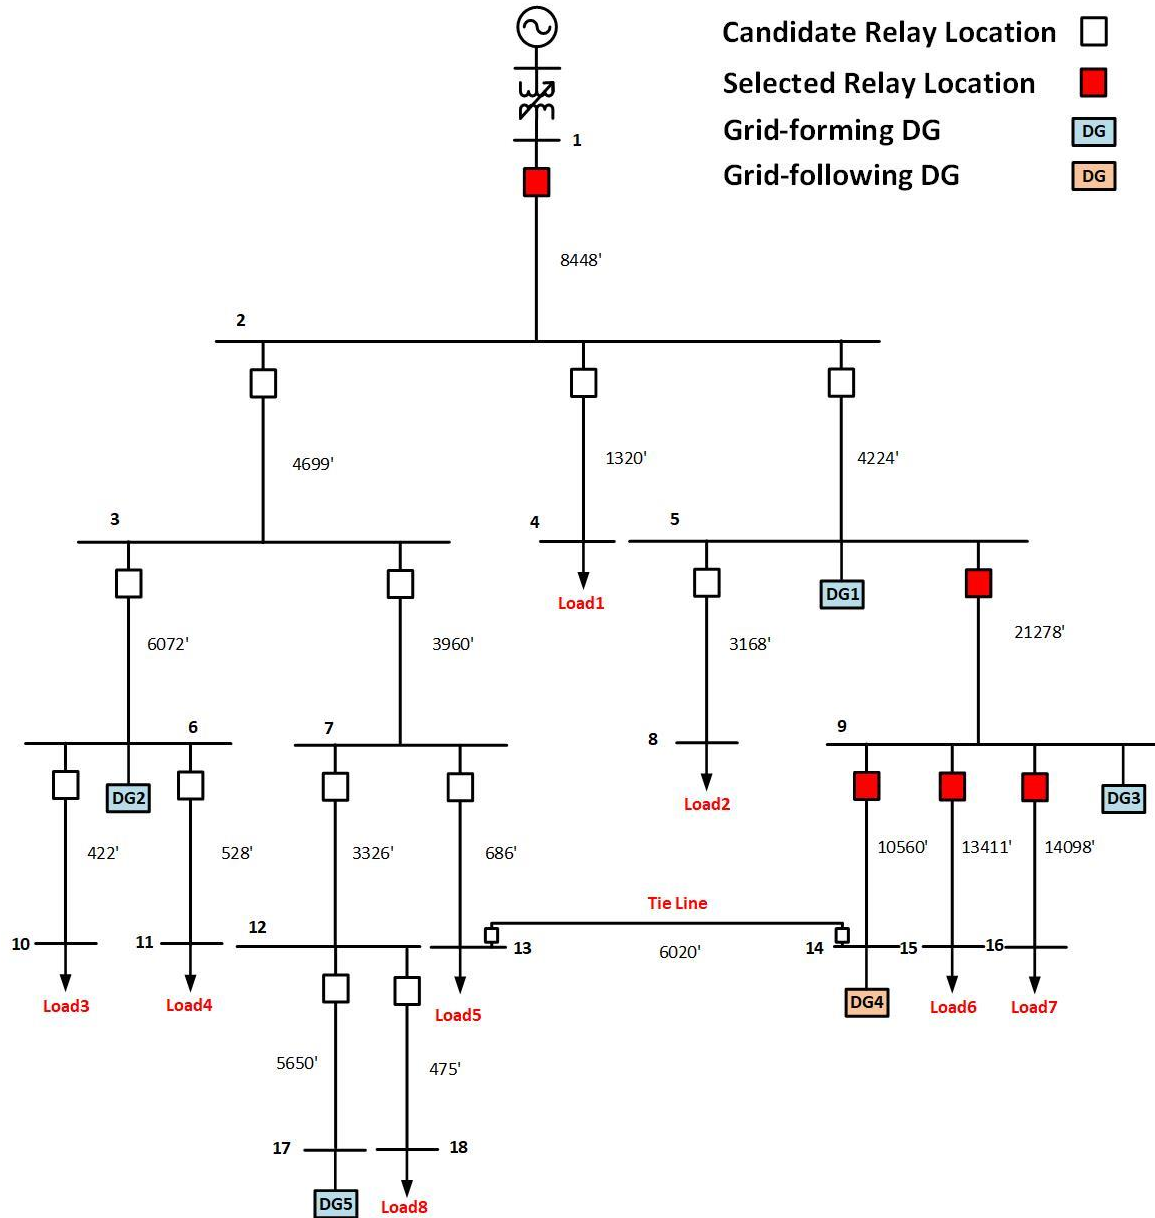 Candidate Relay Location
Selected Relay Location
Grid-forming DG DG
Grid-following DG DG
1
8448'
2
4699'
1320'
4224'
3
4
5
Load1
DG1
6072'
3960'
3168'
21278'
6
7
8
9
DG2
Load2
DG3
422'
528'
3326'
686'
10560'
13411'
14098'
Tie Line
6020'
10
11
12
13
14
15
16
Load3
Load4
Load5
DG4
Load6
Load7
5650'
475'
17
18
DG5
Load8